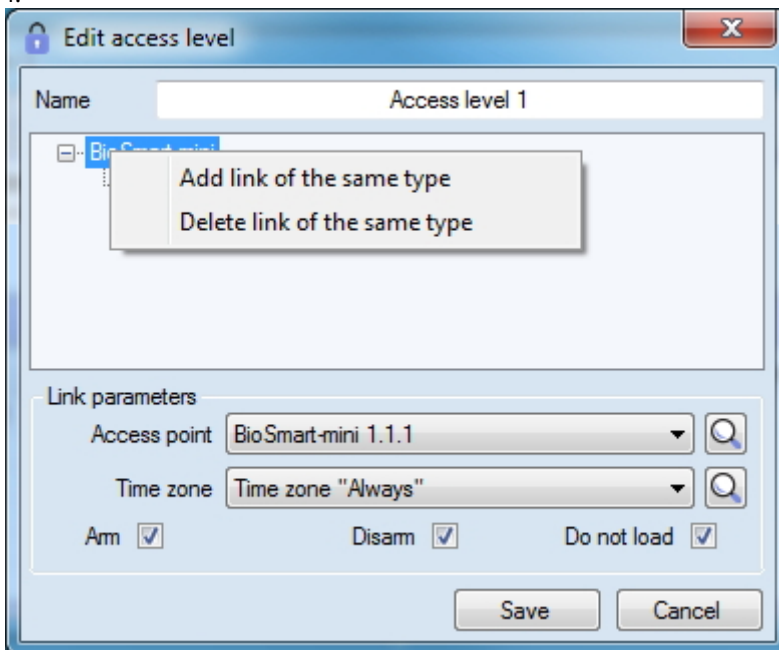 Edit access level
Name Access level 1
Add link of the same type
Delete link of the same type
Link parameters
Access point BioSmart-mini 1.1.1
Time zone Time zone "Always"
Arm Disarm Do not load
Save Cancel